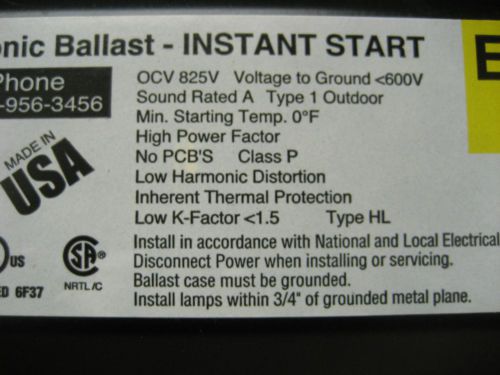 onic Ballast - INSTANT START
Phone
-956-3456
MADE IN
USA
OCV 825V Voltage to Ground <600V
Sound Rated A Type 1 Outdoor
Min. Starting Temp. 0°F
High Power Factor
No PCB'S Class P
Low Harmonic Distortion
Inherent Thermal Protection
Low K-Factor <1.5 Type HL
Install in accordance with National and Local Electrical
Disconnect Power when installing or servicing.
Ballast case must be grounded.
Install lamps within 3/4" of grounded metal plane.
US
ED 6F37
SA ®
NRTL/C
E